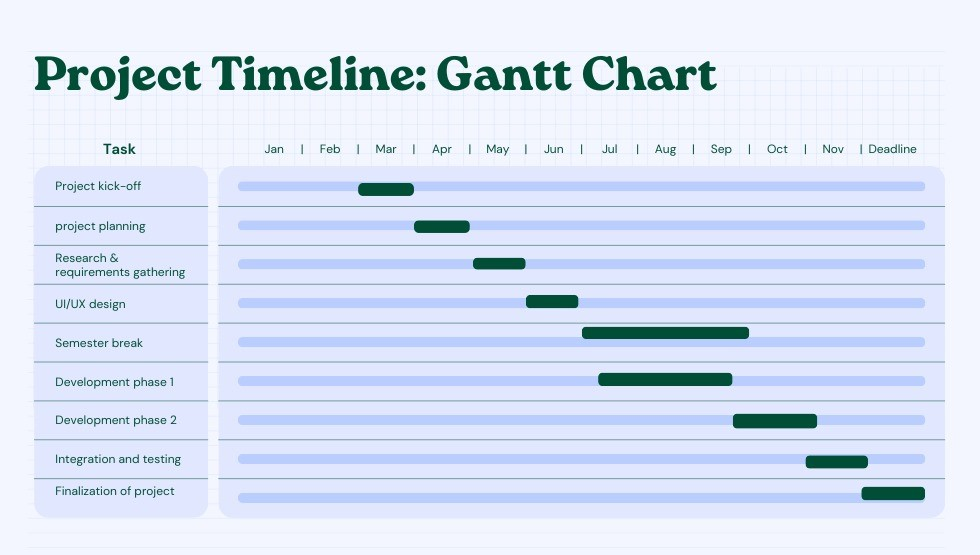 Project Timeline: Gantt Chart
Task
Jan | Feb | Mar | Apr | May | Jun | Jul | Aug | Sep | Oct | Nov | Deadline
Project kick-off
project planning
Research &
requirements gathering
UI/UX design
Semester break
Development phase 1
Development phase 2
Integration and testing
Finalization of project